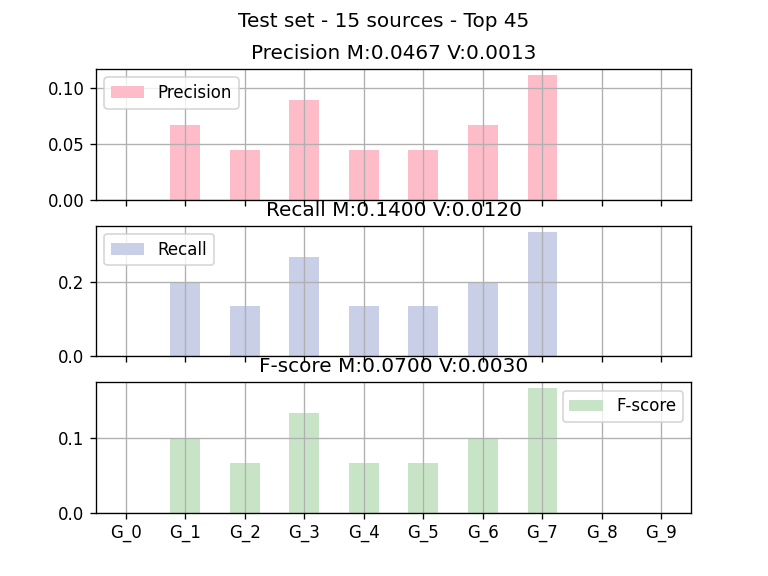 Test set - 15 sources - Top 45
Precision M:0.0467 V:0.0013
0.10
0.05
0.00
Precision
Recall M:0.1400 V:0.0120
0.2
0.0
Recall
F-score M:0.0700 V:0.0030
0.1
0.0
F-score
G_0 G_1 G_2 G_3 G_4 G_5 G_6 G_7 G_8 G_9